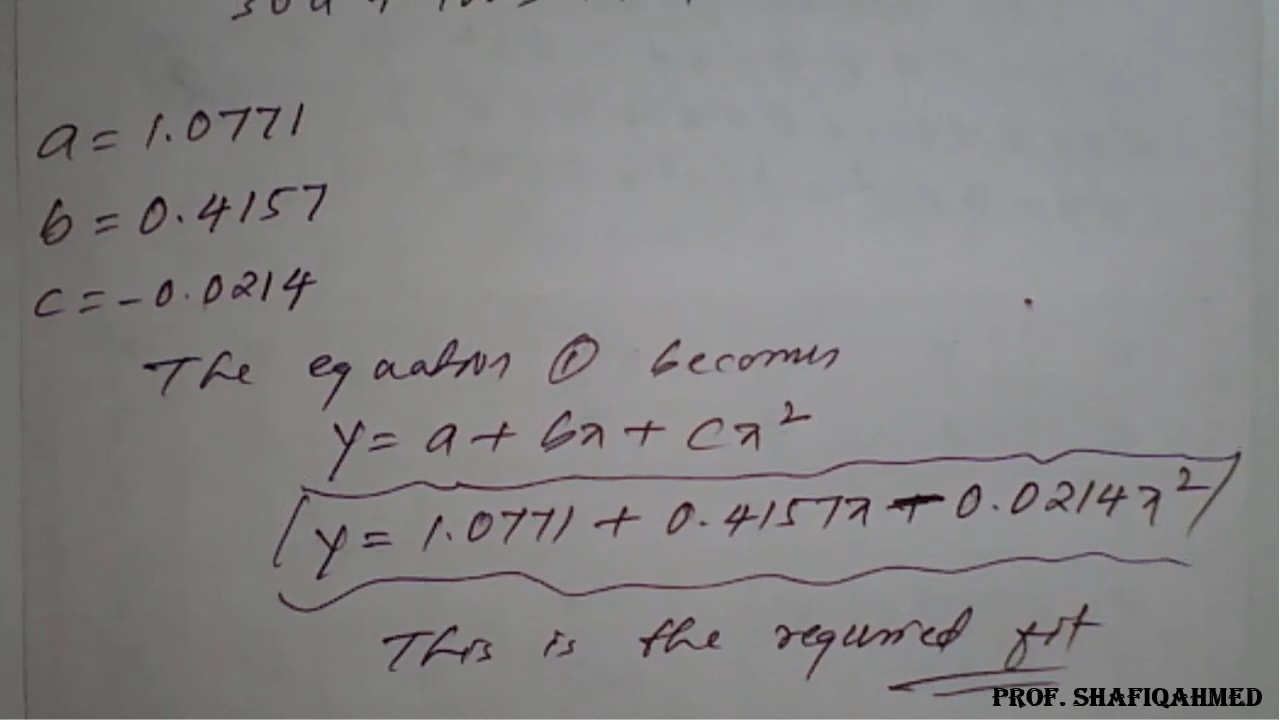 a = 1.0771
b = 0.4157
c = -0.0214
The equation ① becomes
y = a + bx + cx²
y = 1.0771 + 0.4157x - 0.0214x²
This is the required fit
PROF. SHAFIQAHMED